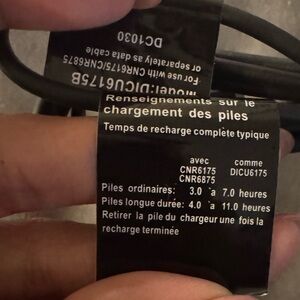 Model:DICU6175B
For use with CNR6175/CNR6875
or separately as data cable
DC1030
Renseignements sur le
chargement des piles
Temps de recharge complète typique
avec comme
CNR6175 DICU6175
CNR6875
Piles ordinaires: 3.0 `a 7.0 heures
Piles longue durée: 4.0 `a 11.0 heures
Retirer la pile du chargeur une fois la
recharge terminée